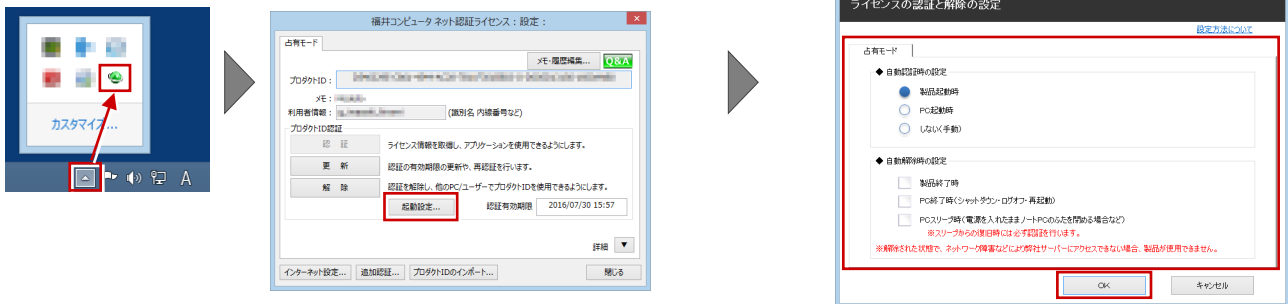 カスタマイズ...
A
福井コンピュータ ネット認証ライセンス：設定：
占有モード
メモ・履歴編集...
Q&A
プロダクトID：
メモ：
利用者情報：
(識別名 内線番号など)
プロダクトID認証
認 証
ライセンス情報を取得し、アプリケーションを使用できるようにします。
更 新
認証の有効期限の更新や、再認証を行います。
解 除
認証を解除し、他のPC/ユーザーでプロダクトIDを使用できるようにします。
起動設定...
認証有効期限
2016/07/30 15:57
詳細
インターネット設定...
追加認証...
プロダクトIDのインポート...
閉じる
ライセンスの認証と解除の設定
設定方法について
占有モード
◆ 自動認証時の設定
製品起動時
PC起動時
しない(手動)
◆ 自動解除時の設定
製品終了時
PC終了時(シャットダウン・ログオフ・再起動)
PCスリープ時(電源を入れたままノートPCのふたを閉める場合など)
※スリープからの復旧時には必ず認証を行います。
※解除された状態で、ネットワーク障害などにより弊社サーバーにアクセスできない場合、製品が使用できません。
OK
キャンセル